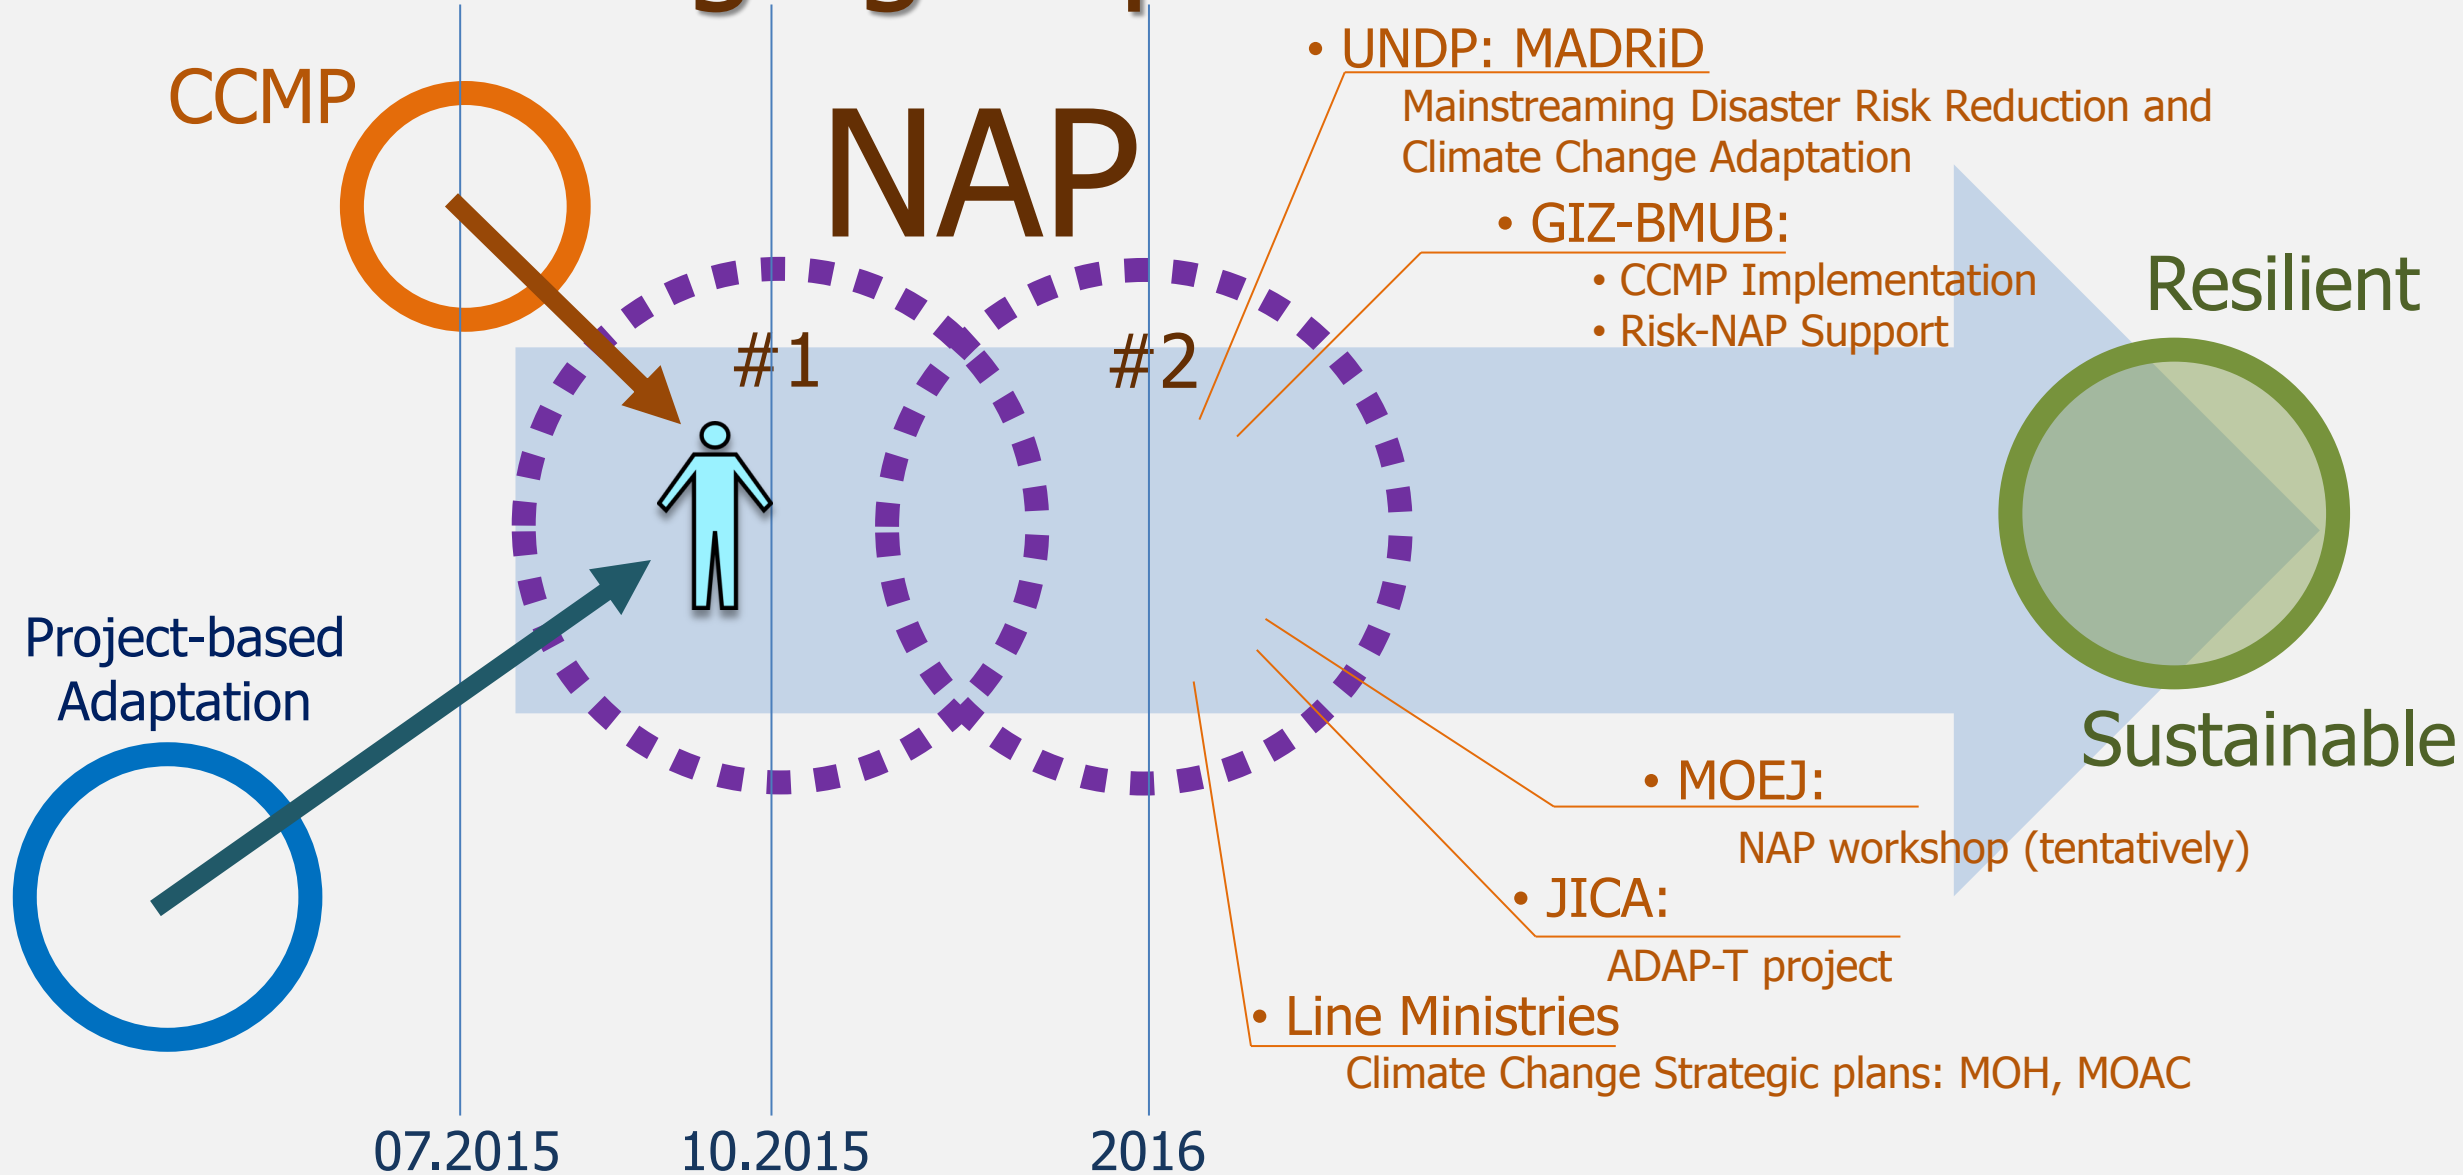 CCMP
NAP
• UNDP: MADRiD
Mainstreaming Disaster Risk Reduction and
Climate Change Adaptation
• GIZ-BMUB:
• CCMP Implementation
• Risk-NAP Support
Resilient
#1
#2
Project-based
Adaptation
Sustainable
• MOEJ:
NAP workshop (tentatively)
• JICA:
ADAP-T project
• Line Ministries
Climate Change Strategic plans: MOH, MOAC
07.2015
10.2015
2016